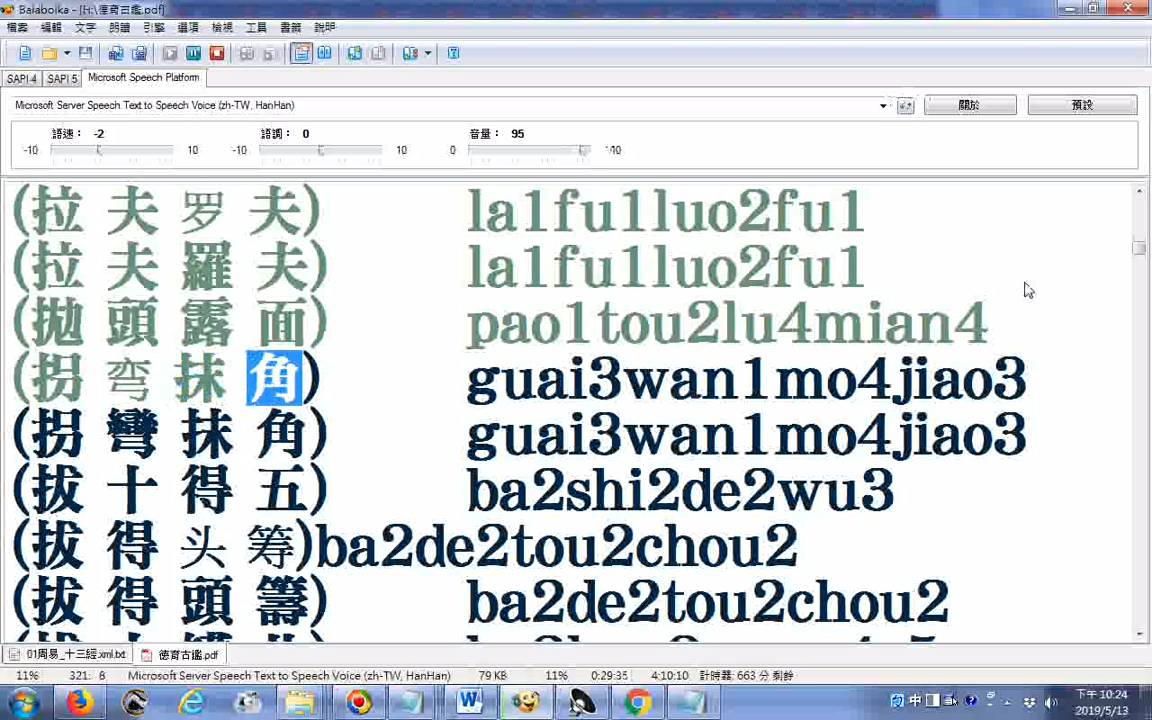 Balabolka - [H:\德育古鑑.pdf]
檔案 編輯 文字 朗讀 引擎 選項 檢視 工具 書籤 說明
SAPI 4 SAPI 5 Microsoft Speech Platform
Microsoft Server Speech Text to Speech Voice (zh-TW, HanHan) 關於 預設
語速： -2 語調： 0 音量： 95
-10 10 -10 10 0 100
(拉 夫 罗 夫) la1fu1luo2fu1
(拉 夫 羅 夫) la1fu1luo2fu1
(拋 頭 露 面) pao1tou2lu4mian4
(拐 弯 抹 角) guai3wan1mo4jiao3
(拐 彎 抹 角) guai3wan1mo4jiao3
(拔 十 得 五) ba2shi2de2wu3
(拔 得 头 筹)ba2de2tou2chou2
(拔 得 頭 籌) ba2de2tou2chou2
01周易_十三經.xml.txt 德育古鑑.pdf
11% 321: 8 Microsoft Server Speech Text to Speech Voice (zh-TW, HanHan) 79 KB 11% 0:29:35 4:10:10 計時器: 663 分 剩餘
中 下午 10:24
2019/5/13